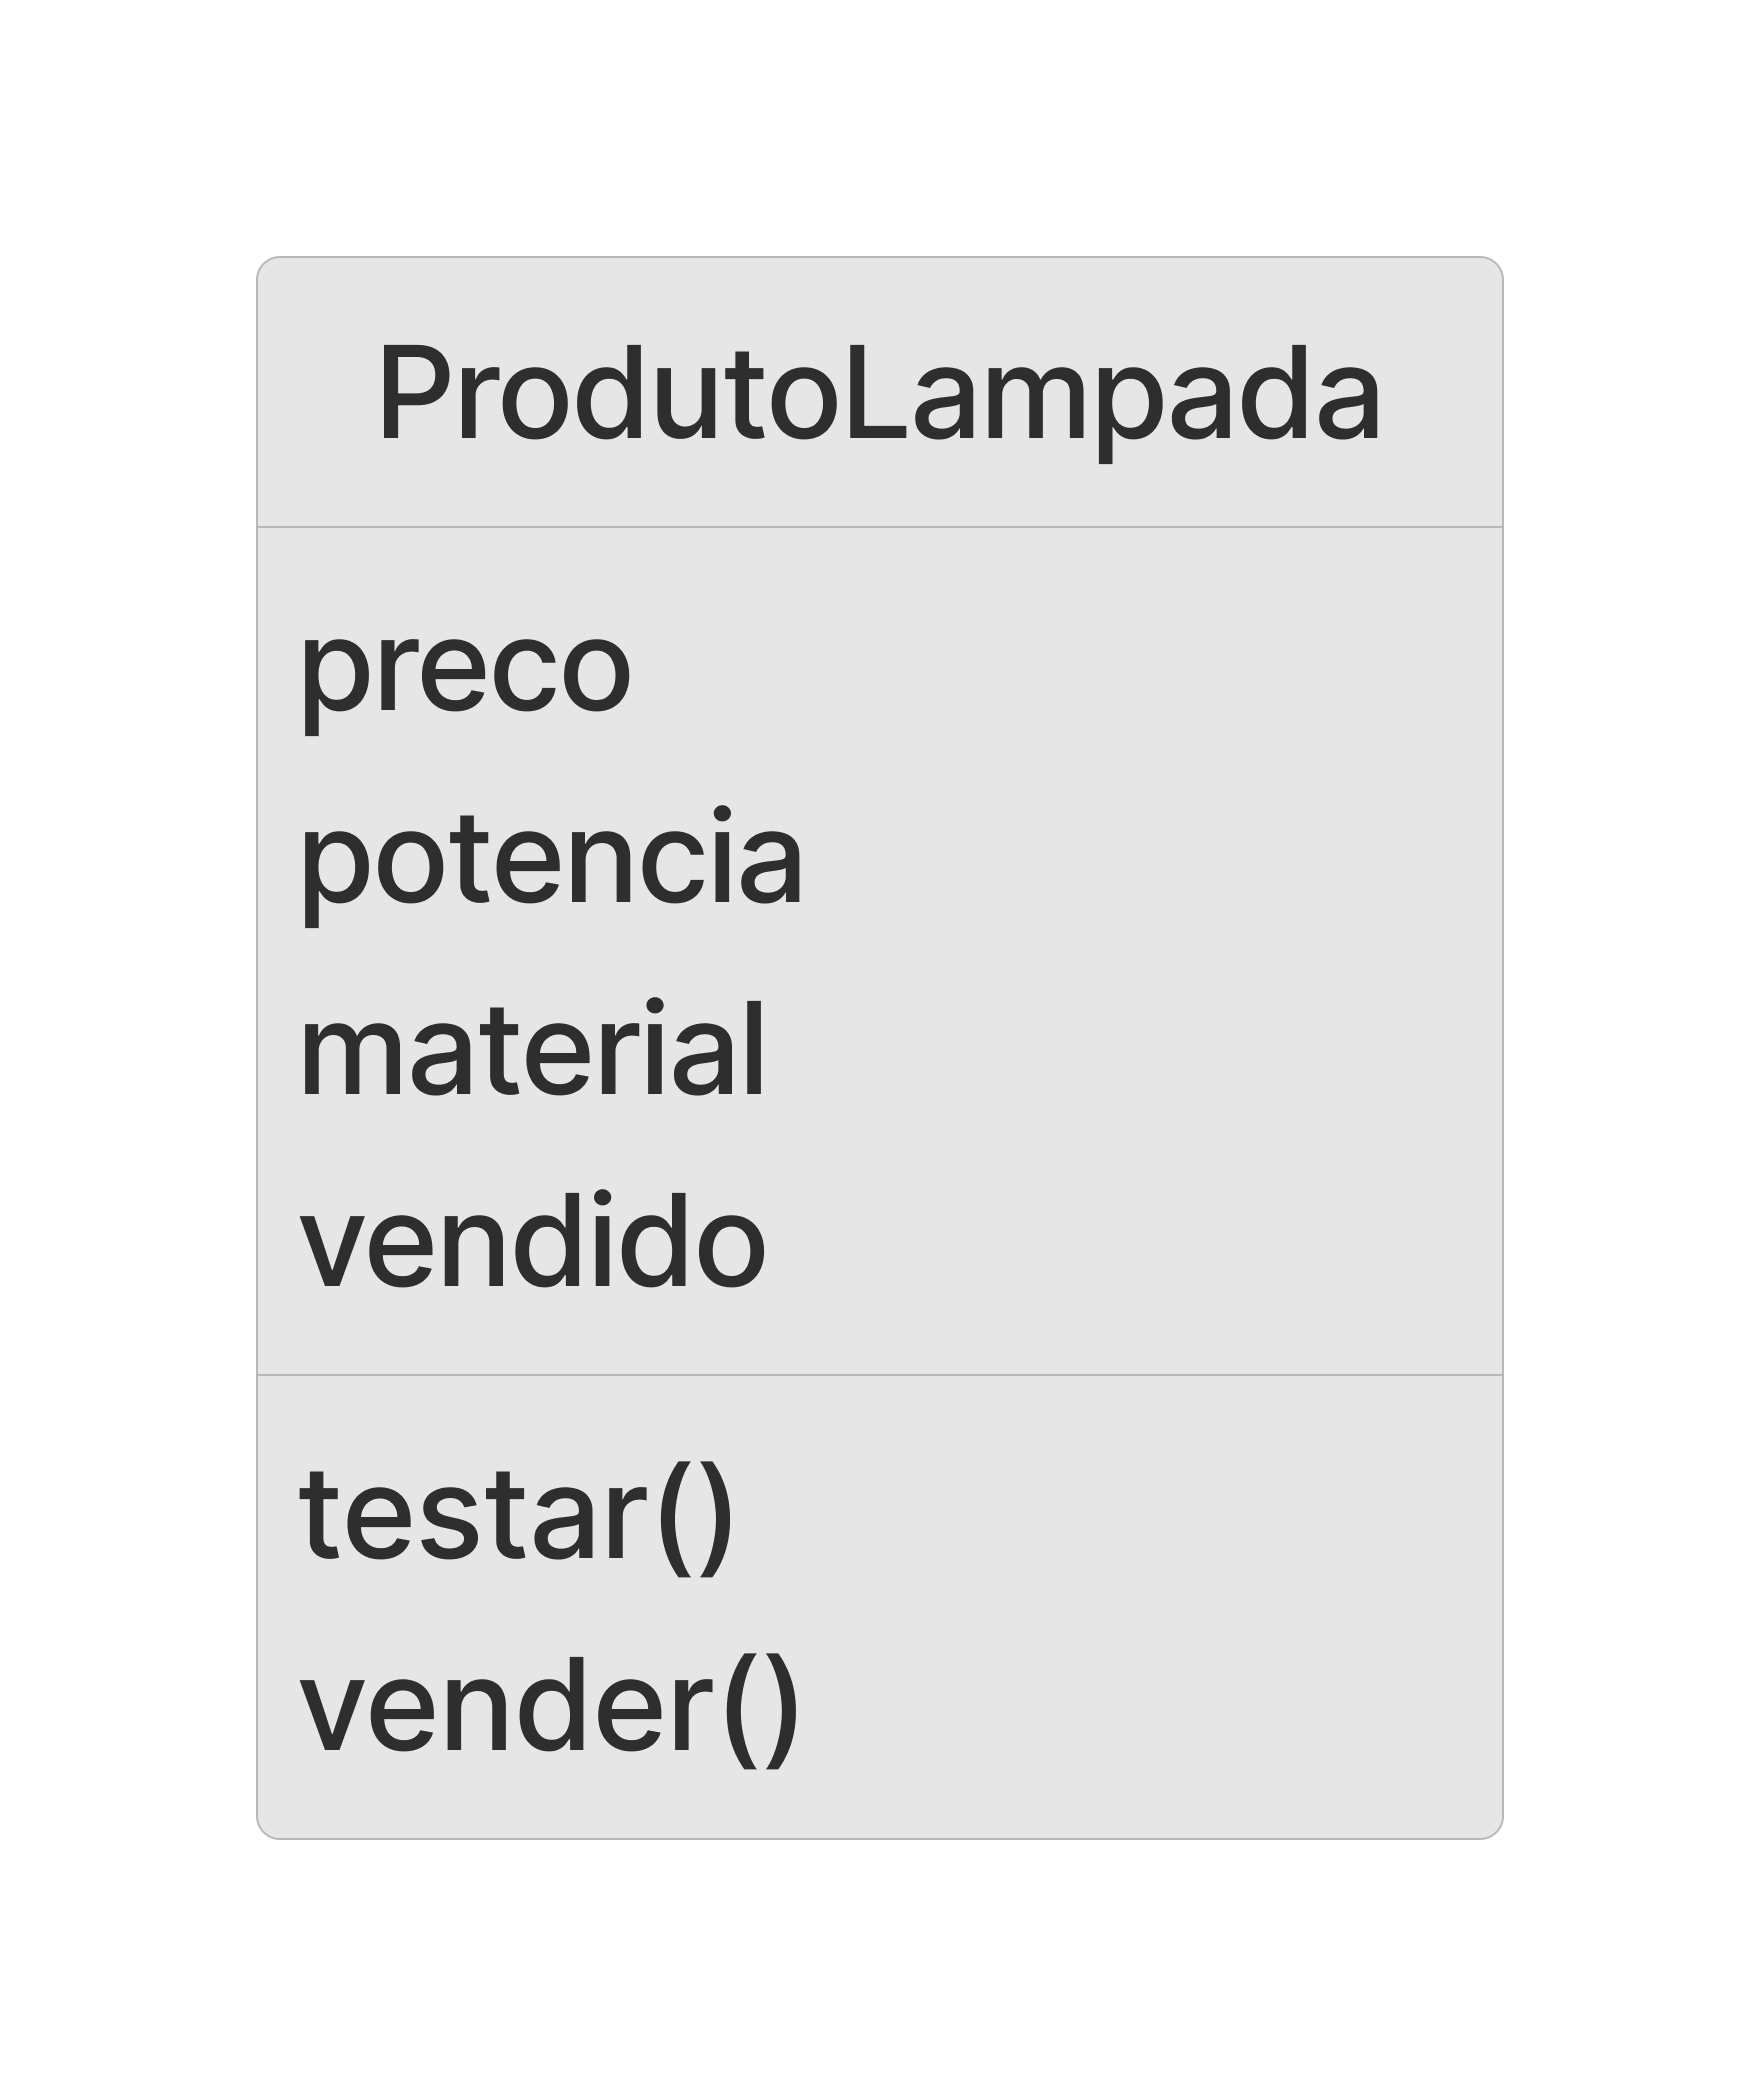 ProdutoLampada
preco
potencia
material
vendido
testar()
vender()